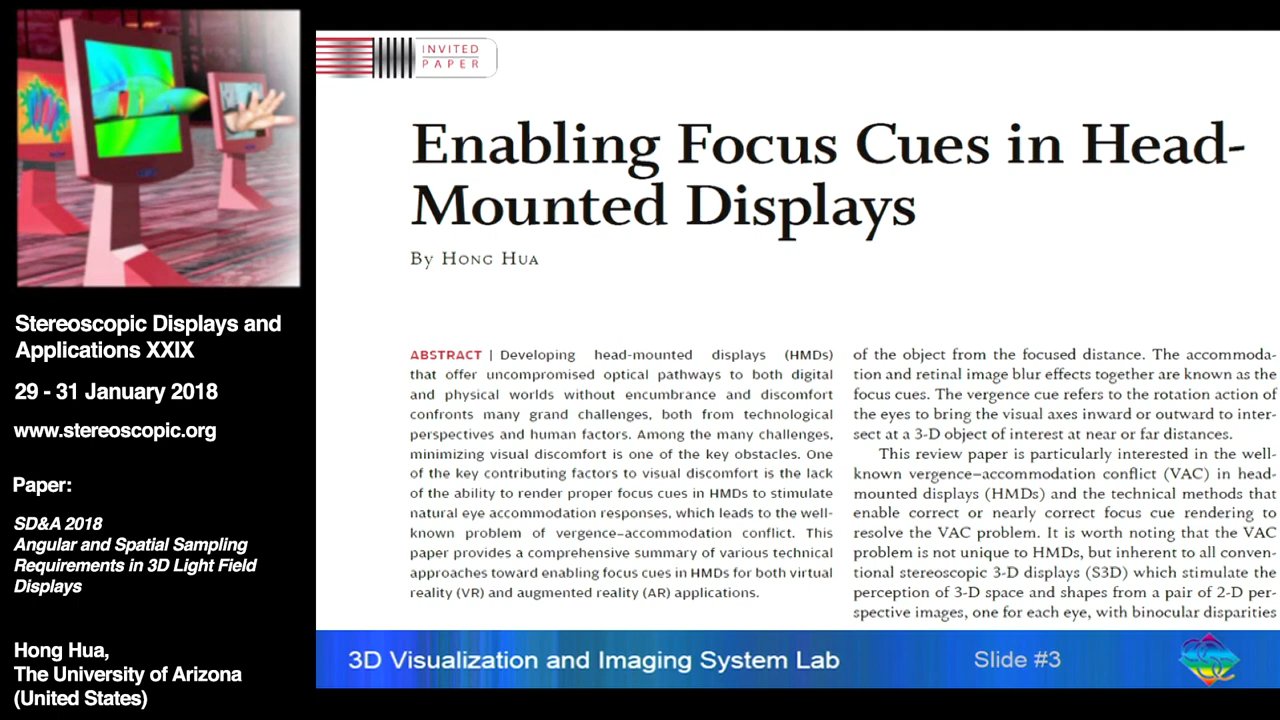 Stereoscopic Displays and
Applications XXIX
29 - 31 January 2018
www.stereoscopic.org
Paper:
SD&A 2018
Angular and Spatial Sampling
Requirements in 3D Light Field
Displays
Hong Hua,
The University of Arizona
(United States)
INVITED
PAPER
Enabling Focus Cues in Head-
Mounted Displays
By Hong Hua
ABSTRACT | Developing head-mounted displays (HMDs)
that offer uncompromised optical pathways to both digital
and physical worlds without encumbrance and discomfort
confronts many grand challenges, both from technological
perspectives and human factors. Among the many challenges,
minimizing visual discomfort is one of the key obstacles. One
of the key contributing factors to visual discomfort is the lack
of the ability to render proper focus cues in HMDs to stimulate
natural eye accommodation responses, which leads to the well-
known problem of vergence–accommodation conflict. This
paper provides a comprehensive summary of various technical
approaches toward enabling focus cues in HMDs for both virtual
reality (VR) and augmented reality (AR) applications.
of the object from the focused distance. The accommoda-
tion and retinal image blur effects together are known as the
focus cues. The vergence cue refers to the rotation action of
the eyes to bring the visual axes inward or outward to inter-
sect at a 3-D object of interest at near or far distances.
This review paper is particularly interested in the well-
known vergence–accommodation conflict (VAC) in head-
mounted displays (HMDs) and the technical methods that
enable correct or nearly correct focus cue rendering to
resolve the VAC problem. It is worth noting that the VAC
problem is not unique to HMDs, but inherent to all conven-
tional stereoscopic 3-D displays (S3D) which stimulate the
perception of 3-D space and shapes from a pair of 2-D per-
spective images, one for each eye, with binocular disparities
3D Visualization and Imaging System Lab
Slide #3